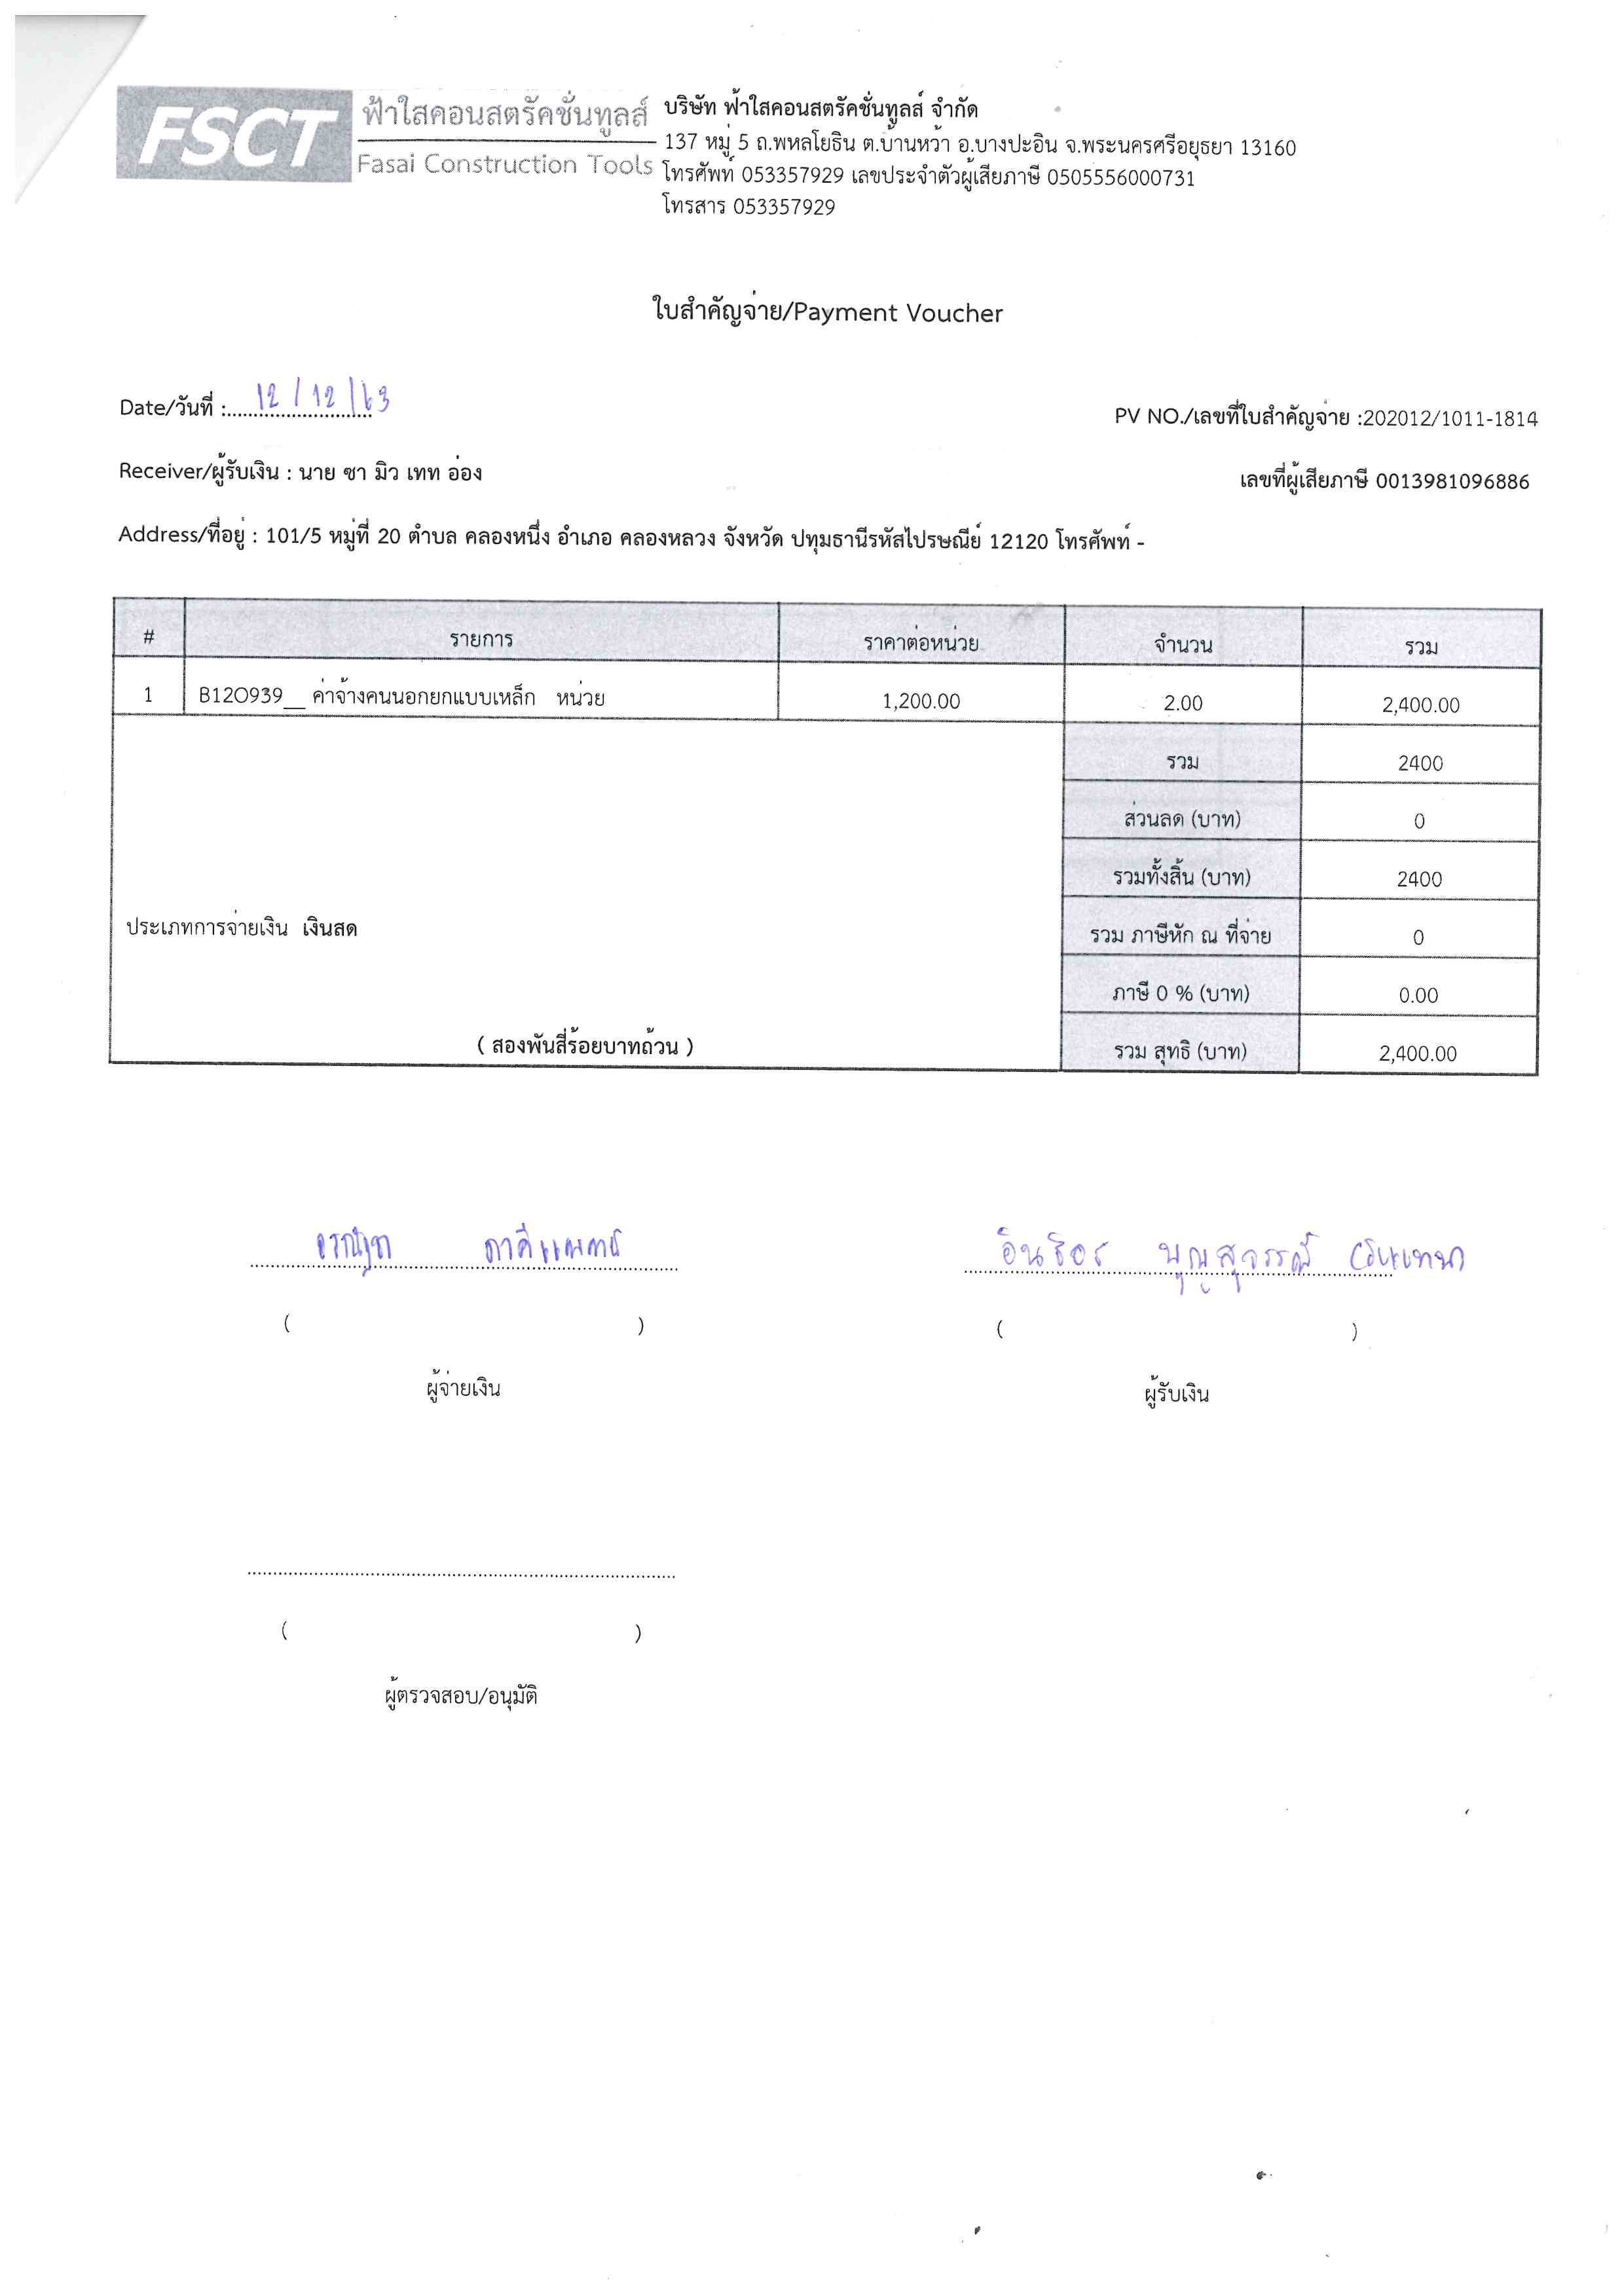 FSCT
ฟ้าใสคอนสตรัคชั่นทูลส์
Fasai Construction Tools
บริษัท ฟ้าใสคอนสตรัคชั่นทูลส์ จำกัด
137 หมู่ 5 ถ.พหลโยธิน ต.บ้านหว้า อ.บางปะอิน จ.พระนครศรีอยุธยา 13160
โทรศัพท์ 053357929 เลขประจำตัวผู้เสียภาษี 0505556000731
โทรสาร 053357929
ใบสำคัญจ่าย/Payment Voucher
Date/วันที่ : 12/12/63
PV NO./เลขที่ใบสำคัญจ่าย :202012/1011-1814
Receiver/ผู้รับเงิน : นาย ซา มิว เทท อ่อง
เลขที่ผู้เสียภาษี 0013981096886
Address/ที่อยู่ : 101/5 หมู่ที่ 20 ตำบล คลองหนึ่ง อำเภอ คลองหลวง จังหวัด ปทุมธานีรหัสไปรษณีย์ 12120 โทรศัพท์ -
# รายการ ราคาต่อหน่วย จำนวน รวม
1 B120939__ ค่าจ้างคนนอกยกแบบเหล็ก หน่วย 1,200.00 2.00 2,400.00
รวม 2400
ส่วนลด (บาท) 0
รวมทั้งสิ้น (บาท) 2400
ประเภทการจ่ายเงิน เงินสด
รวม ภาษีหัก ณ ที่จ่าย 0
ภาษี 0 % (บาท) 0.00
( สองพันสี่ร้อยบาทถ้วน )
รวม สุทธิ (บาท) 2,400.00
อินธิอร บุญสุวรรณ์
( ) ( )
ผู้จ่ายเงิน ผู้รับเงิน
( )
ผู้ตรวจสอบ/อนุมัติ